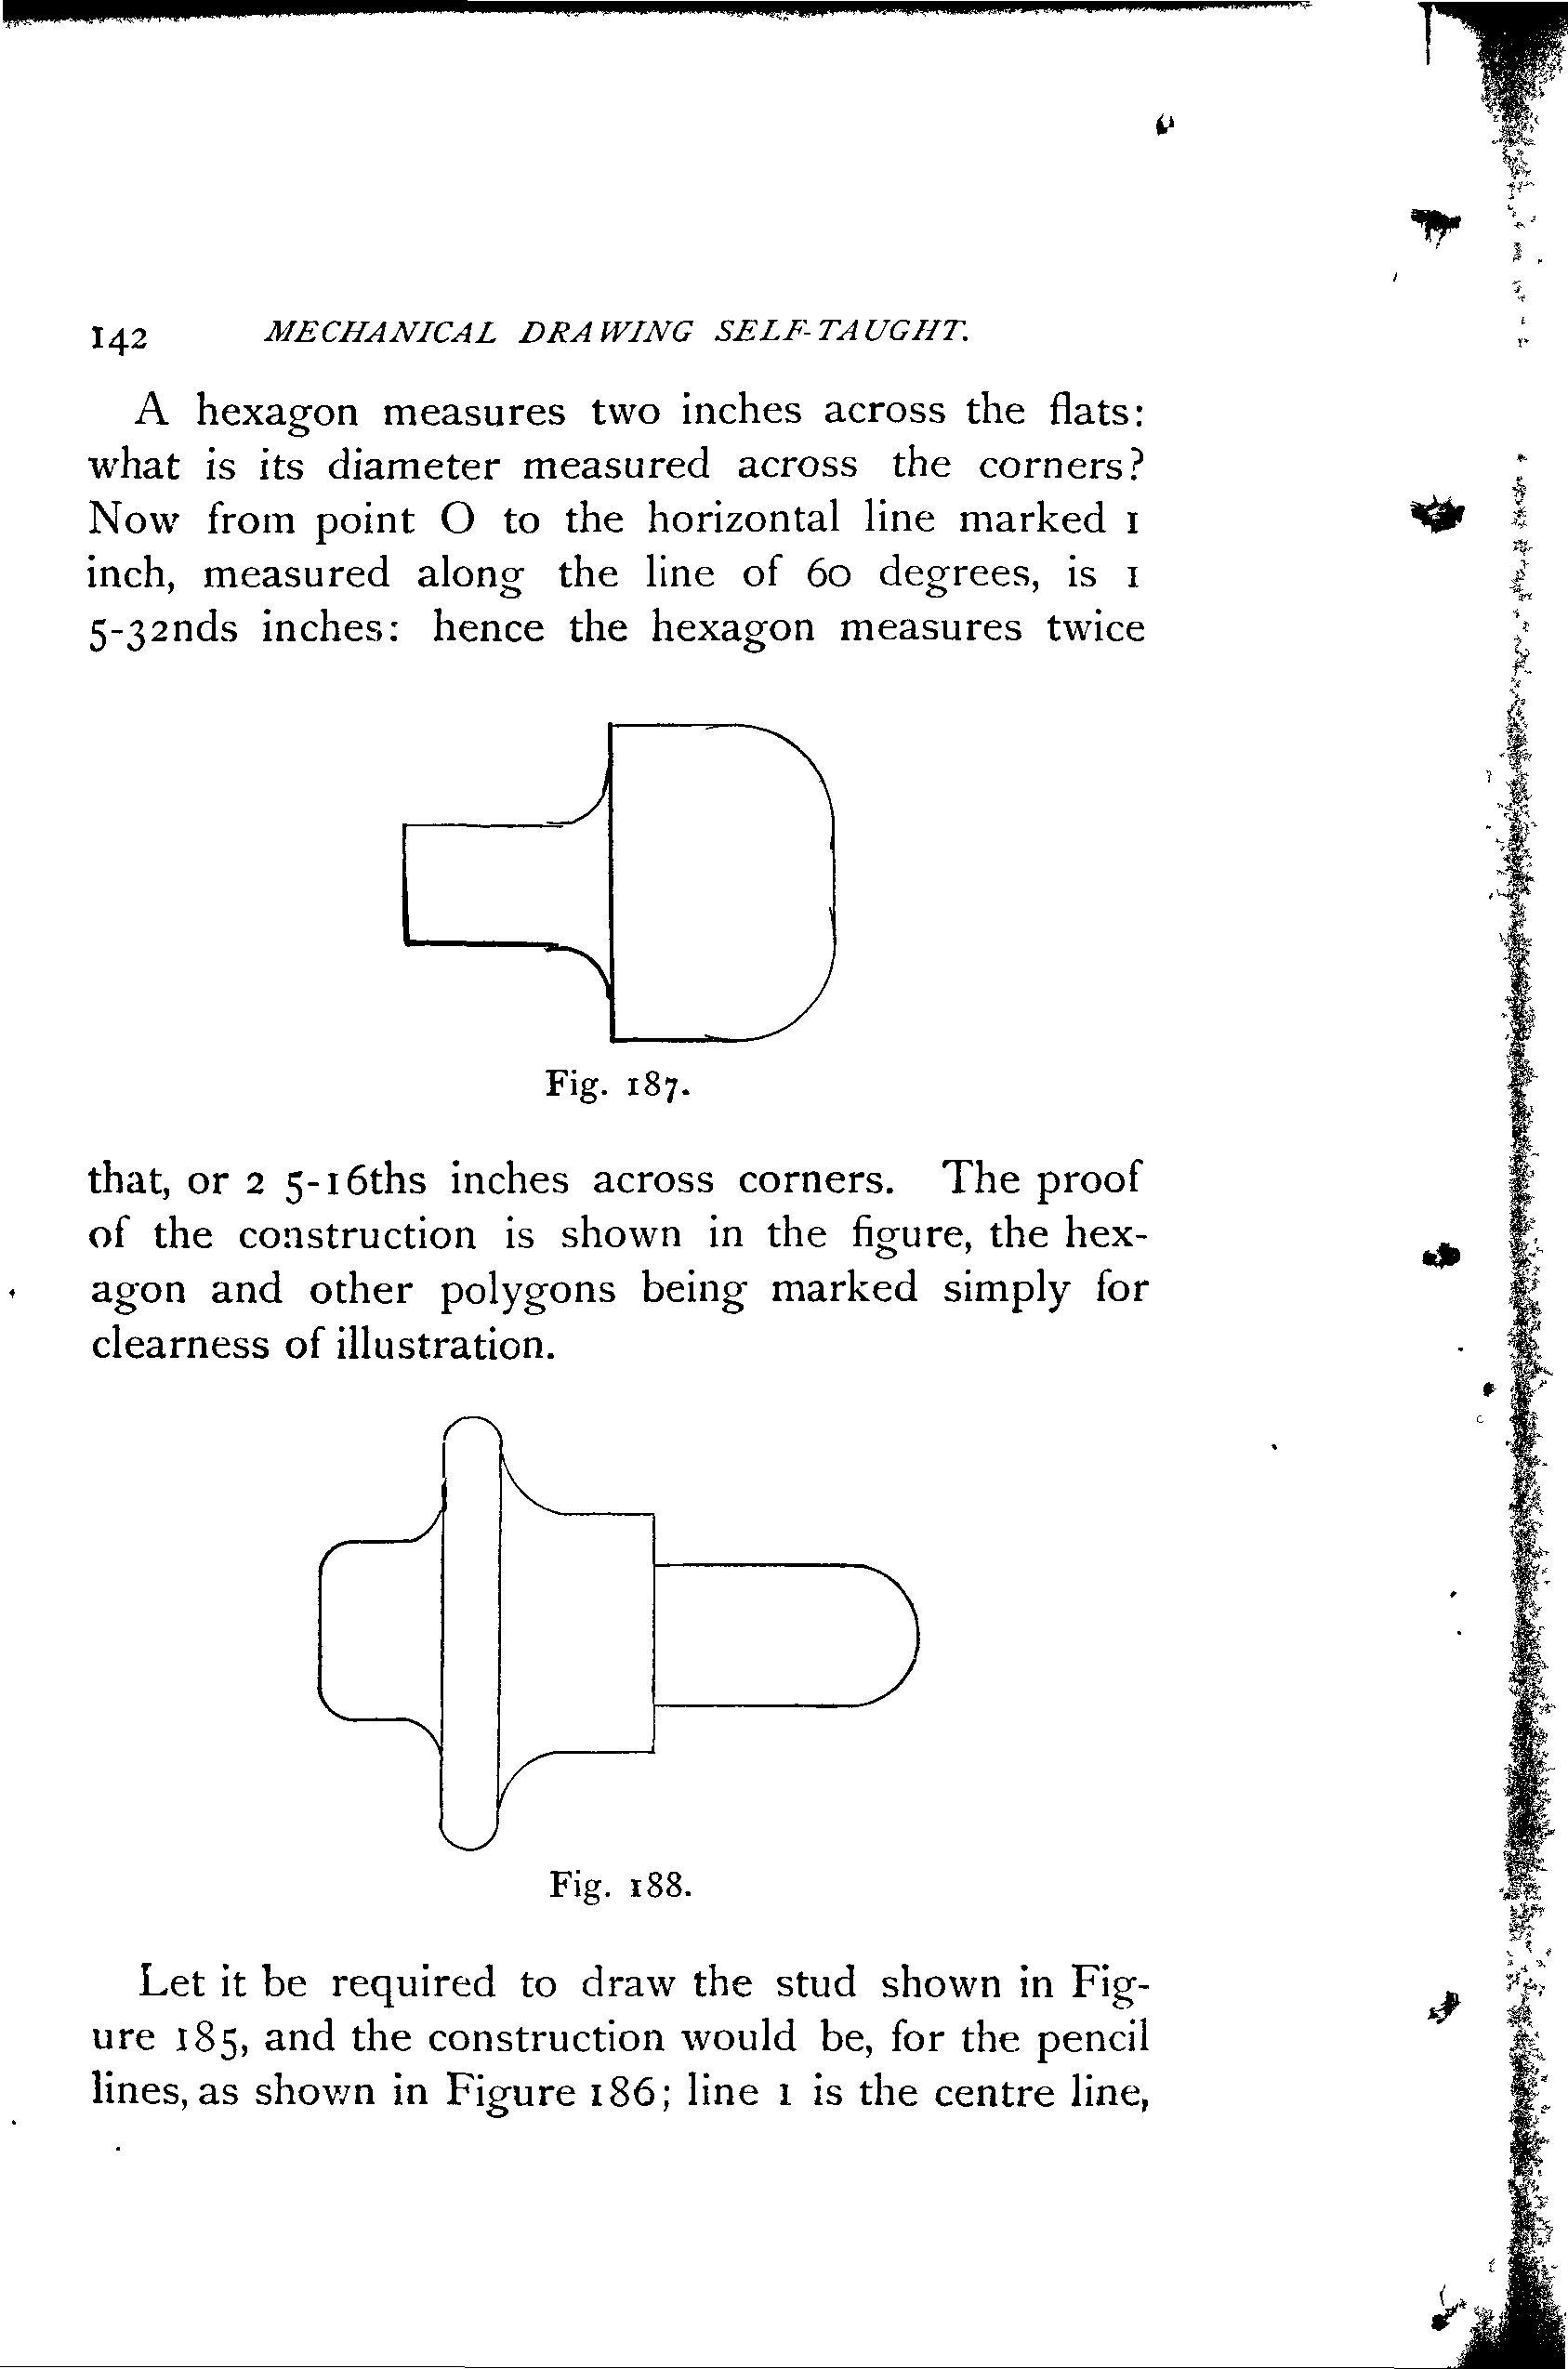 142 MECHANICAL DRAWING SELF-TAUGHT.
A hexagon measures two inches across the flats:
what is its diameter measured across the corners?
Now from point O to the horizontal line marked 1
inch, measured along the line of 60 degrees, is 1
5-32nds inches: hence the hexagon measures twice
Fig. 187.
that, or 2 5-16ths inches across corners. The proof
of the construction is shown in the figure, the hex-
agon and other polygons being marked simply for
clearness of illustration.
Fig. 188.
Let it be required to draw the stud shown in Fig-
ure 185, and the construction would be, for the pencil
lines, as shown in Figure 186; line 1 is the centre line,